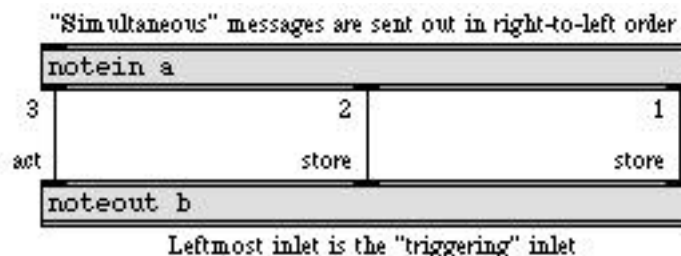 "Simultaneous" messages are sent out in right-to-left order
notein a
3 2 1
act store store
noteout b
Leftmost inlet is the "triggering" inlet